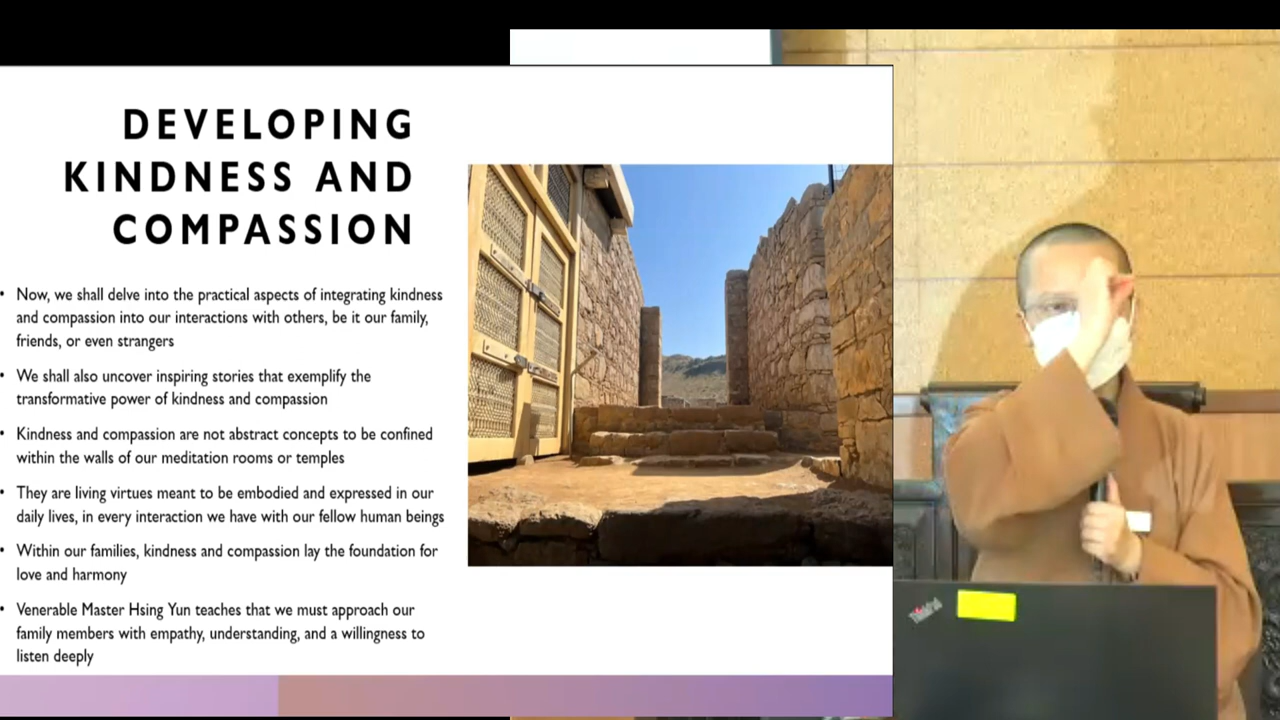 DEVELOPING
KINDNESS AND
COMPASSION
• Now, we shall delve into the practical aspects of integrating kindness
and compassion into our interactions with others, be it our family,
friends, or even strangers
• We shall also uncover inspiring stories that exemplify the
transformative power of kindness and compassion
• Kindness and compassion are not abstract concepts to be confined
within the walls of our meditation rooms or temples
• They are living virtues meant to be embodied and expressed in our
daily lives, in every interaction we have with our fellow human beings
• Within our families, kindness and compassion lay the foundation for
love and harmony
• Venerable Master Hsing Yun teaches that we must approach our
family members with empathy, understanding, and a willingness to
listen deeply
ThinkPad